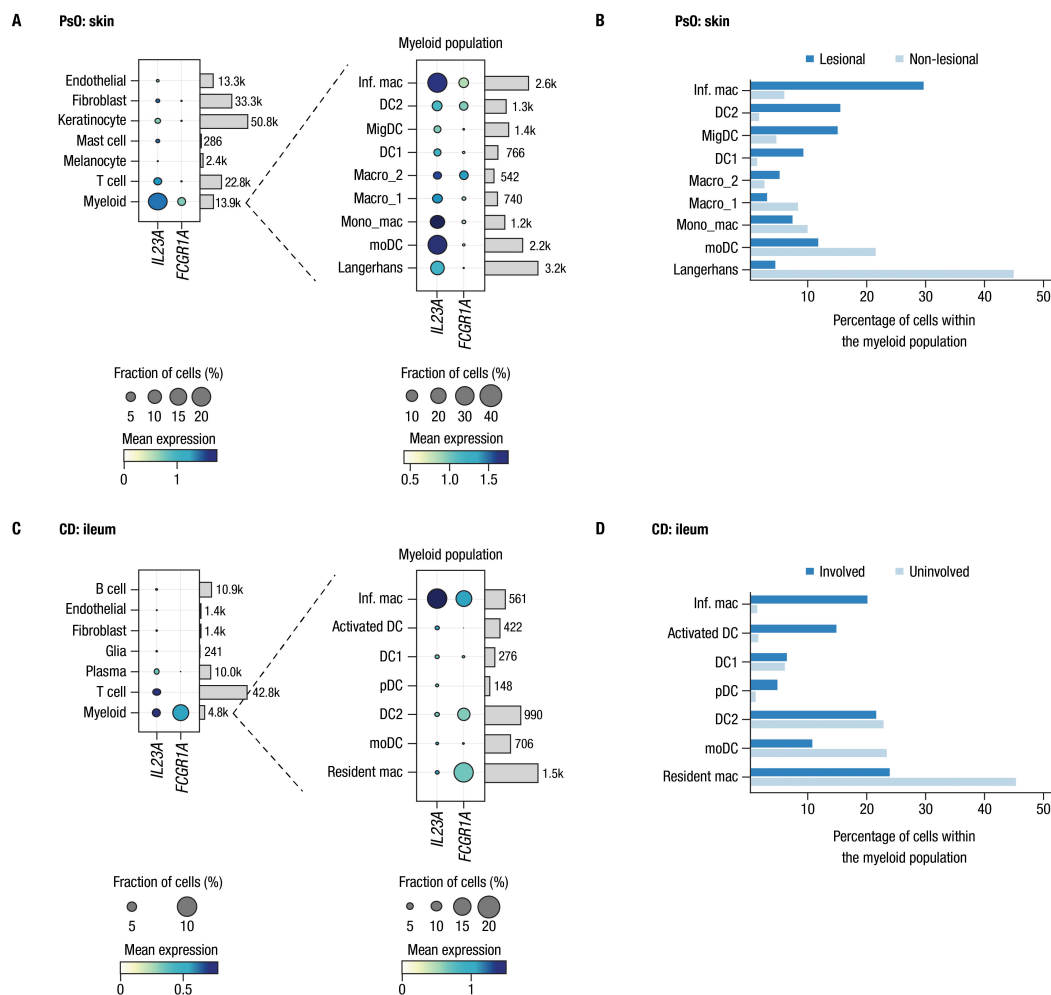 A PsO: skin
Myeloid population
Endothelial 13.3k
Fibroblast 33.3k
Keratinocyte 50.8k
Mast cell 286
Melanocyte 2.4k
T cell 22.8k
Myeloid 13.9k
IL23A FCGR1A
Inf. mac 2.6k
DC2 1.3k
MigDC 1.4k
DC1 766
Macro_2 542
Macro_1 740
Mono_mac 1.2k
moDC 2.2k
Langerhans 3.2k
IL23A FCGR1A
Fraction of cells (%)
5 10 15 20
Mean expression
0 1
Fraction of cells (%)
10 20 30 40
Mean expression
0.5 1.0 1.5
B PsO: skin
Lesional Non-lesional
Inf. mac
DC2
MigDC
DC1
Macro_2
Macro_1
Mono_mac
moDC
Langerhans
10 20 30 40 50
Percentage of cells within
the myeloid population
C CD: ileum
Myeloid population
B cell 10.9k
Endothelial 1.4k
Fibroblast 1.4k
Glia 241
Plasma 10.0k
T cell 42.8k
Myeloid 4.8k
IL23A FCGR1A
Inf. mac 561
Activated DC 422
DC1 276
pDC 148
DC2 990
moDC 706
Resident mac 1.5k
IL23A FCGR1A
Fraction of cells (%)
5 10
Mean expression
0 0.5
Fraction of cells (%)
5 10 15 20
Mean expression
0 1
D CD: ileum
Involved Uninvolved
Inf. mac
Activated DC
DC1
pDC
DC2
moDC
Resident mac
10 20 30 40 50
Percentage of cells within
the myeloid population